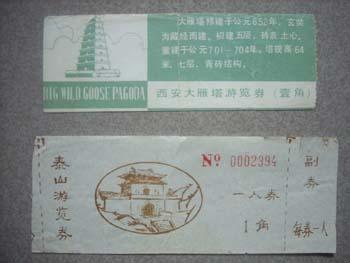 大雁塔修建于公元652年，玄奘
为藏经而建，初建五层，砖表土心。
重建于公元701－704年。塔现高64
米，七层，青砖结构。
BIG WILD GOOSE PAGODA
西安大雁塔游览券（壹角）
泰山游览券
№ 0002394
一人券
1角
副券
每券一人